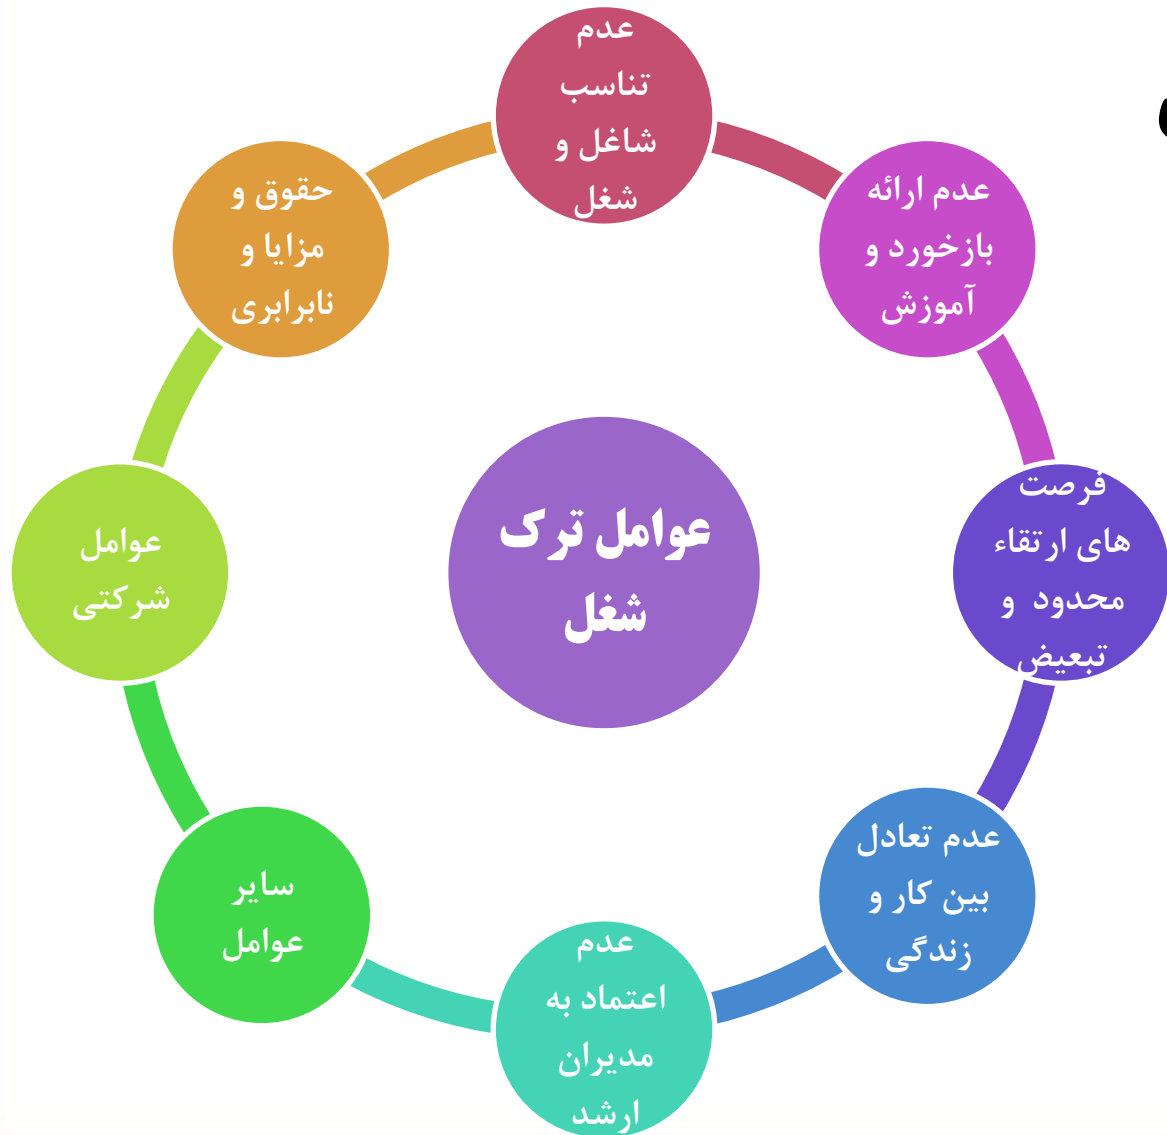 عدم
تناسب
شاغل و
شغل
عدم ارائه
بازخورد و
آموزش
فرصت
های ارتقاء
محدود و
تبعیض
عدم تعادل
بین کار و
زندگی
عدم
اعتماد به
مدیران
ارشد
سایر
عوامل
عوامل
شرکتی
حقوق و
مزایا و
نابرابری
عوامل ترک
شغل